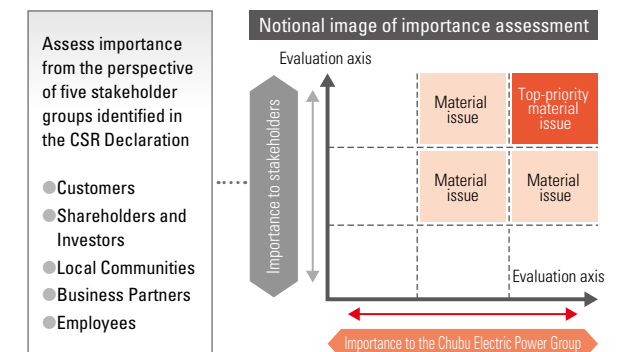 Assess importance
from the perspective
of five stakeholder
groups identified in
the CSR Declaration
●Customers
●Shareholders and
Investors
●Local Communities
●Business Partners
●Employees
Notional image of importance assessment
Evaluation axis
Importance to stakeholders
Material
issue
Top-priority
material
issue
Material
issue
Material
issue
Evaluation axis
Importance to the Chubu Electric Power Group